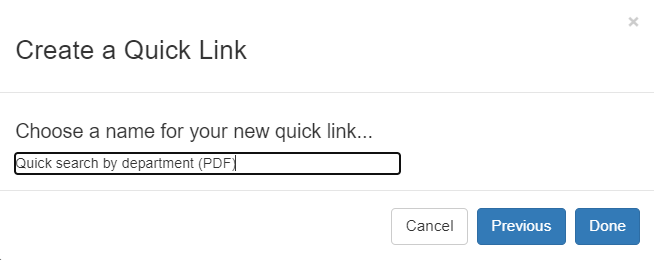 ×
Create a Quick Link
Choose a name for your new quick link...
Quick search by department (PDF)
Cancel Previous Done